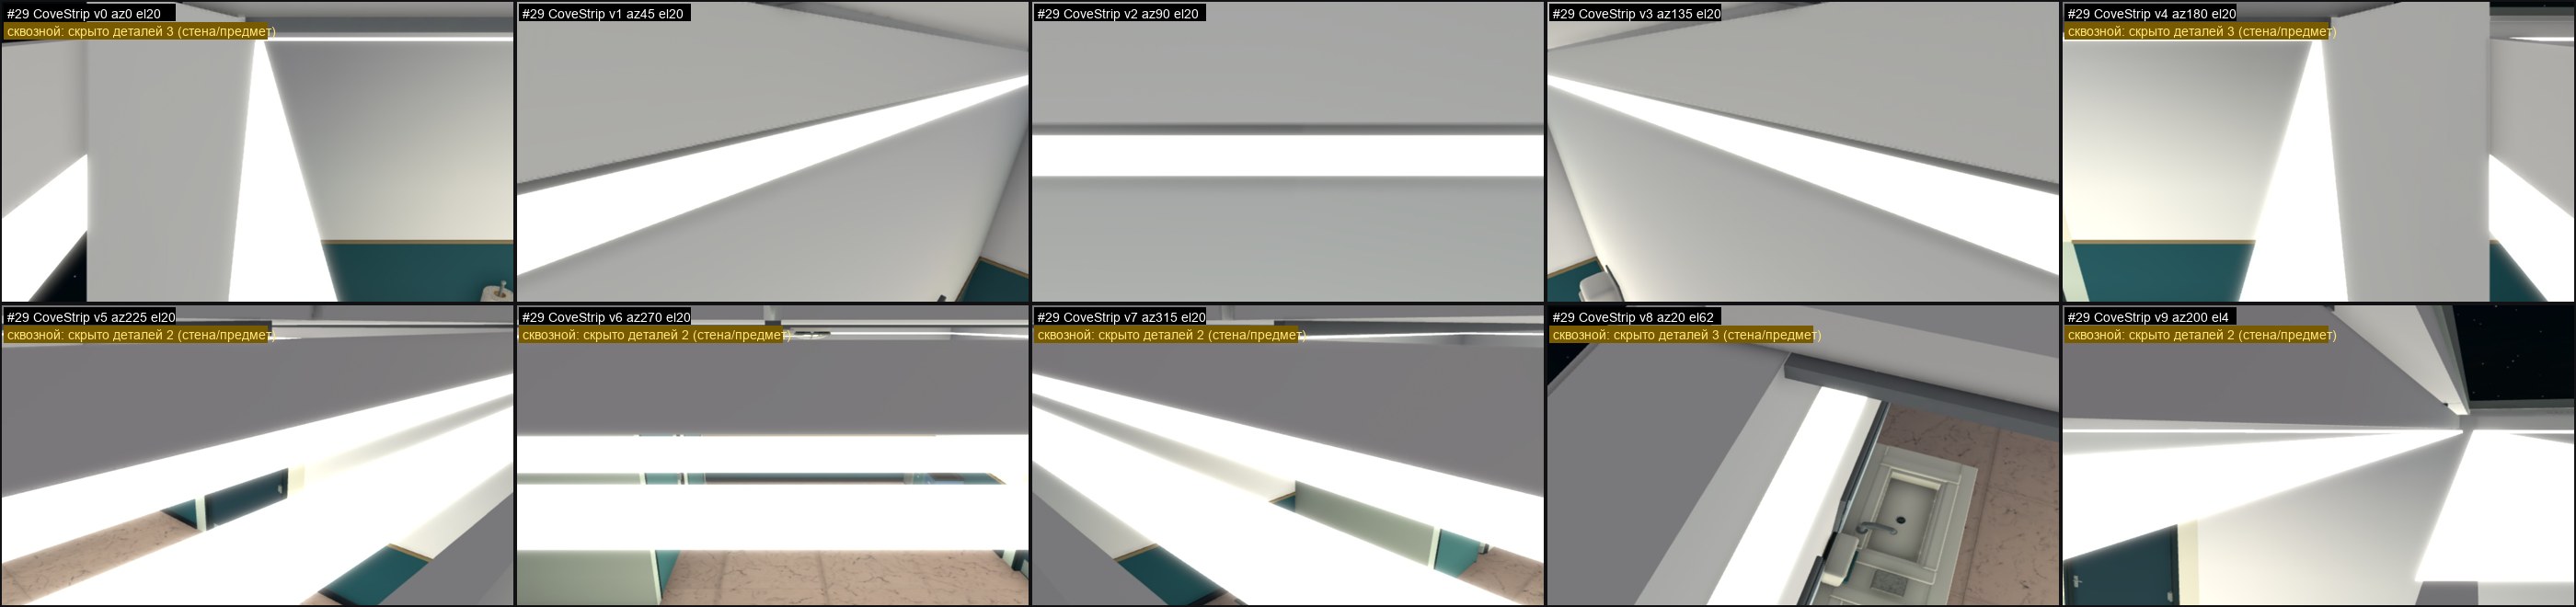 #29 CoveStrip v0 az0 el20
сквозной: скрыто деталей 3 (стена/предмет)
#29 CoveStrip v1 az45 el20
#29 CoveStrip v2 az90 el20
#29 CoveStrip v3 az135 el20
#29 CoveStrip v4 az180 el20
сквозной: скрыто деталей 3 (стена/предмет)
#29 CoveStrip v5 az225 el20
сквозной: скрыто деталей 2 (стена/предмет)
#29 CoveStrip v6 az270 el20
сквозной: скрыто деталей 2 (стена/предмет)
#29 CoveStrip v7 az315 el20
сквозной: скрыто деталей 2 (стена/предмет)
#29 CoveStrip v8 az20 el62
сквозной: скрыто деталей 3 (стена/предмет)
#29 CoveStrip v9 az200 el4
сквозной: скрыто деталей 2 (стена/предмет)